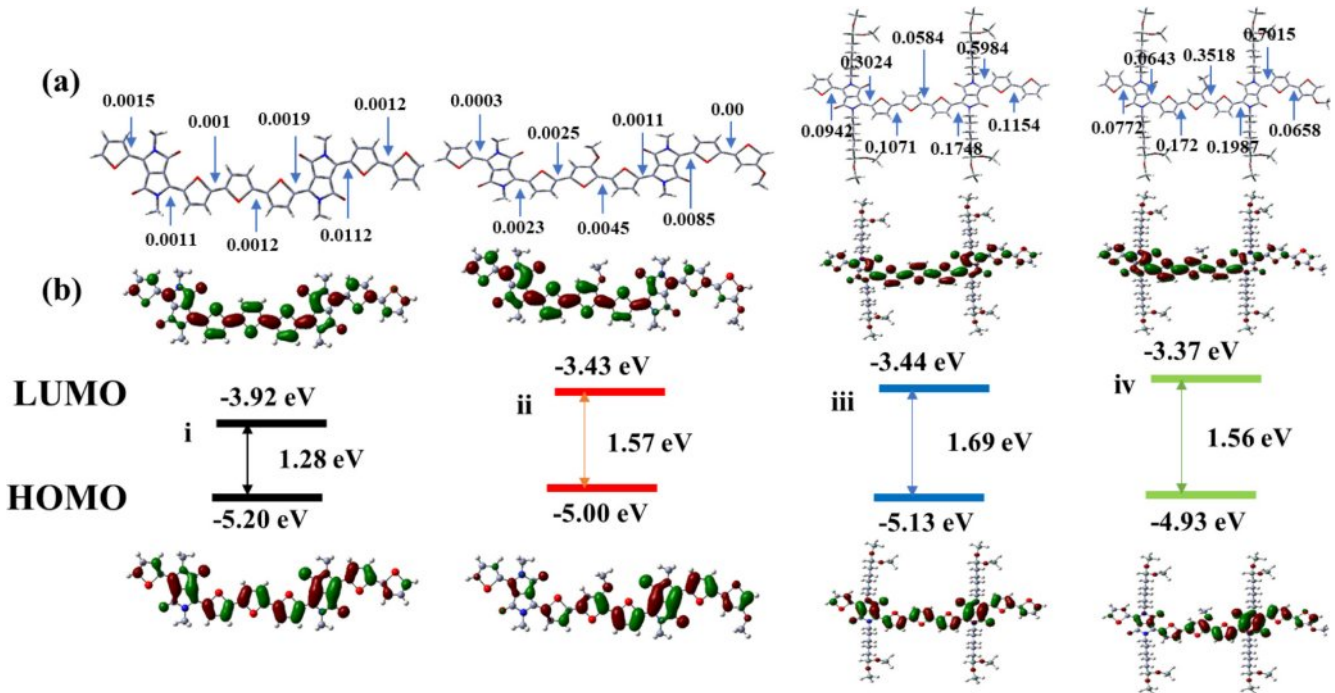 (a)
0.0015
0.001
0.0019
0.0012
0.0011
0.0012
0.0112
0.0003
0.0025
0.0011
0.00
0.0023
0.0045
0.0085
0.3024
0.0584
0.5984
0.0942
0.1071
0.1748
0.1154
0.0643
0.3518
0.7015
0.0772
0.172
0.1987
0.0658
(b)
LUMO
HOMO
i
-3.92 eV
1.28 eV
-5.20 eV
ii
-3.43 eV
1.57 eV
-5.00 eV
iii
-3.44 eV
1.69 eV
-5.13 eV
iv
-3.37 eV
1.56 eV
-4.93 eV